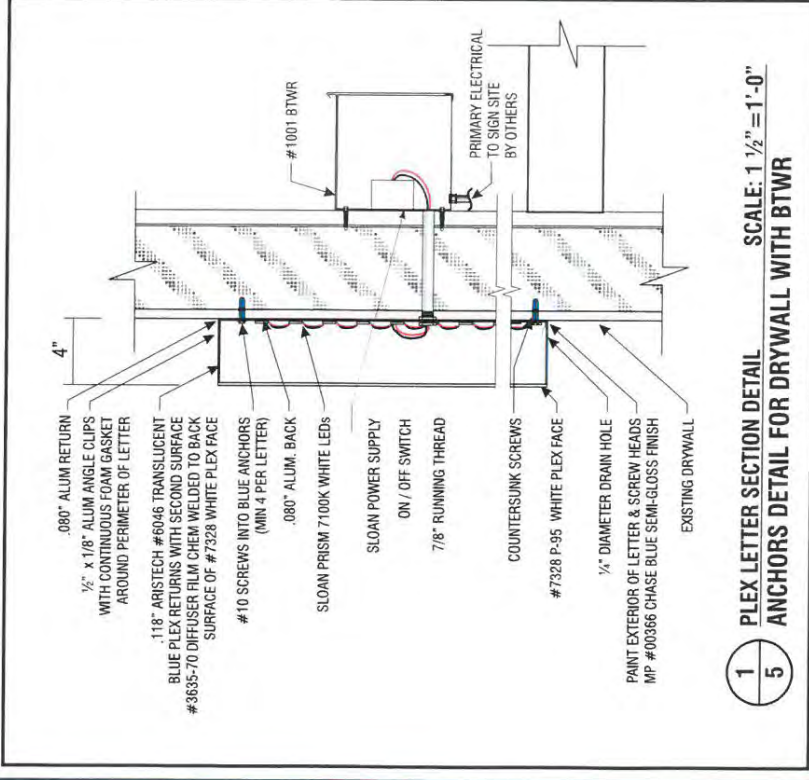 4"
.080" ALUM RETURN
½" x 1/8" ALUM ANGLE CLIPS
WITH CONTINUOUS FOAM GASKET
AROUND PERIMETER OF LETTER
.118" ARISTECH #6046 TRANSLUCENT
BLUE PLEX RETURNS WITH SECOND SURFACE
#3635-70 DIFFUSER FILM CHEM WELDED TO BACK
SURFACE OF #7328 WHITE PLEX FACE
#10 SCREWS INTO BLUE ANCHORS
(MIN 4 PER LETTER)
.080" ALUM. BACK
SLOAN PRISM 7100K WHITE LEDs
SLOAN POWER SUPPLY
ON / OFF SWITCH
7/8" RUNNING THREAD
COUNTERSUNK SCREWS
#7328 P-95 WHITE PLEX FACE
¼" DIAMETER DRAIN HOLE
PAINT EXTERIOR OF LETTER & SCREW HEADS
MP #00366 CHASE BLUE SEMI-GLOSS FINISH
EXISTING DRYWALL
#1001 BTWR
PRIMARY ELECTRICAL
TO SIGN SITE
BY OTHERS
1
5
PLEX LETTER SECTION DETAIL SCALE: 1 ½" = 1'-0"
ANCHORS DETAIL FOR DRYWALL WITH BTWR